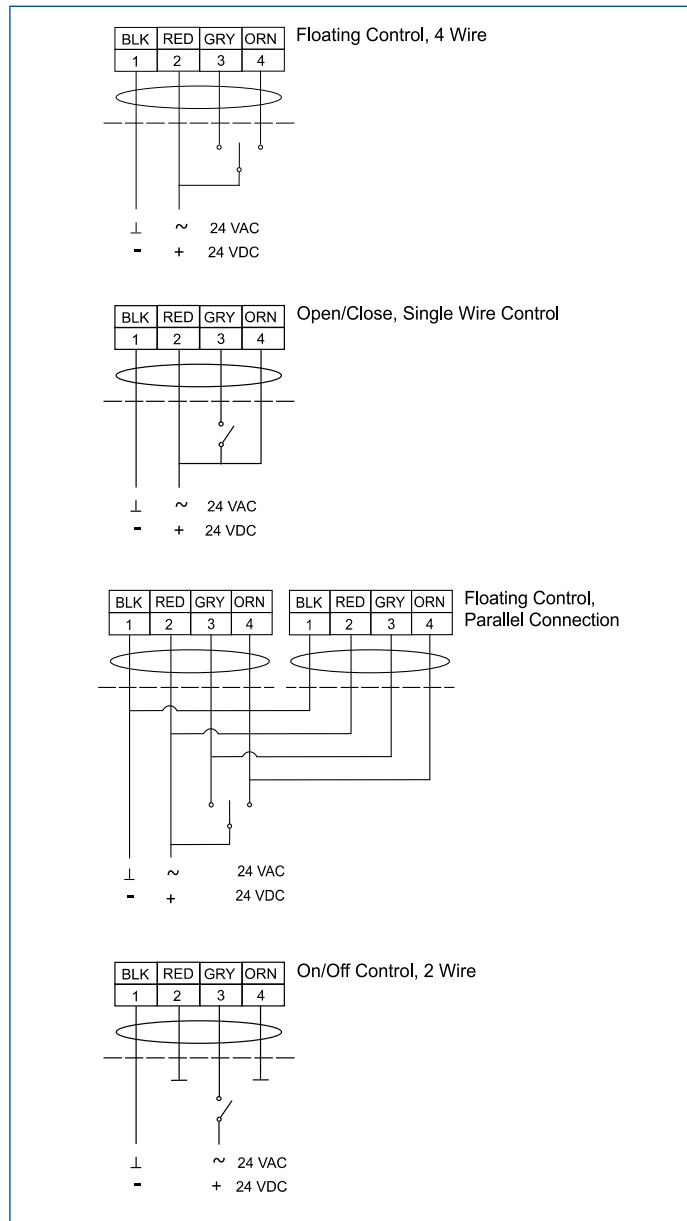 BLK RED GRY ORN Floating Control, 4 Wire
1 2 3 4
⊥ ~ 24 VAC
- + 24 VDC
BLK RED GRY ORN Open/Close, Single Wire Control
1 2 3 4
⊥ ~ 24 VAC
- + 24 VDC
BLK RED GRY ORN BLK RED GRY ORN Floating Control,
1 2 3 4 1 2 3 4 Parallel Connection
⊥ ~ 24 VAC
- + 24 VDC
BLK RED GRY ORN On/Off Control, 2 Wire
1 2 3 4
⊥ ~ 24 VAC
- + 24 VDC